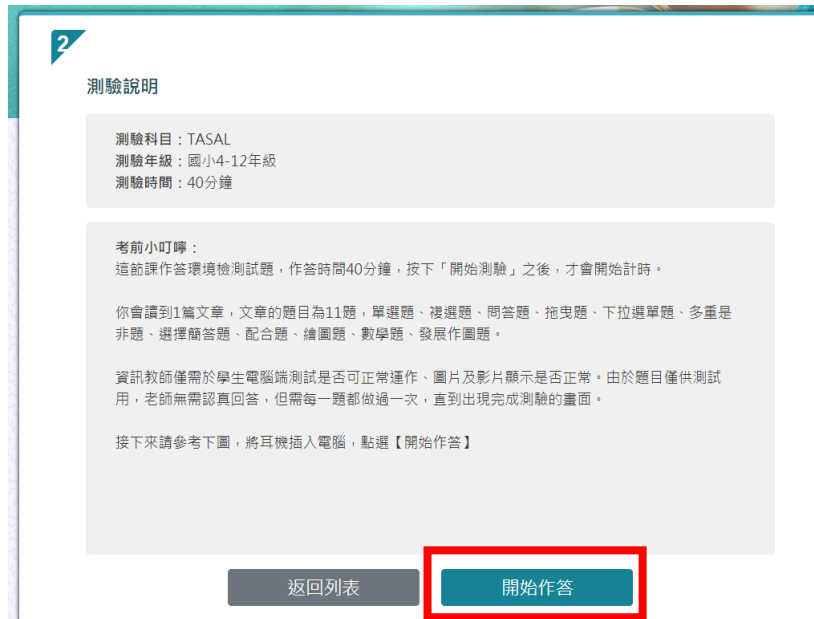 2
測驗說明
測驗科目：TASAL
測驗年級：國小4-12年級
測驗時間：40分鐘
考前小叮嚀：
這節課作答環境檢測試題，作答時間40分鐘，按下「開始測驗」之後，才會開始計時。
你會讀到1篇文章，文章的題目為11題，單選題、複選題、問答題、拖曳題、下拉選單題、多重是
非題、選擇簡答題、配合題、繪圖題、數學題、發展作圖題。
資訊教師僅需於學生電腦端測試是否可正常運作、圖片及影片顯示是否正常。由於題目僅供測試
用，老師無需認真回答，但需每一題都做過一次，直到出現完成測驗的畫面。
接下來請參考下圖，將耳機插入電腦，點選【開始作答】
返回列表
開始作答